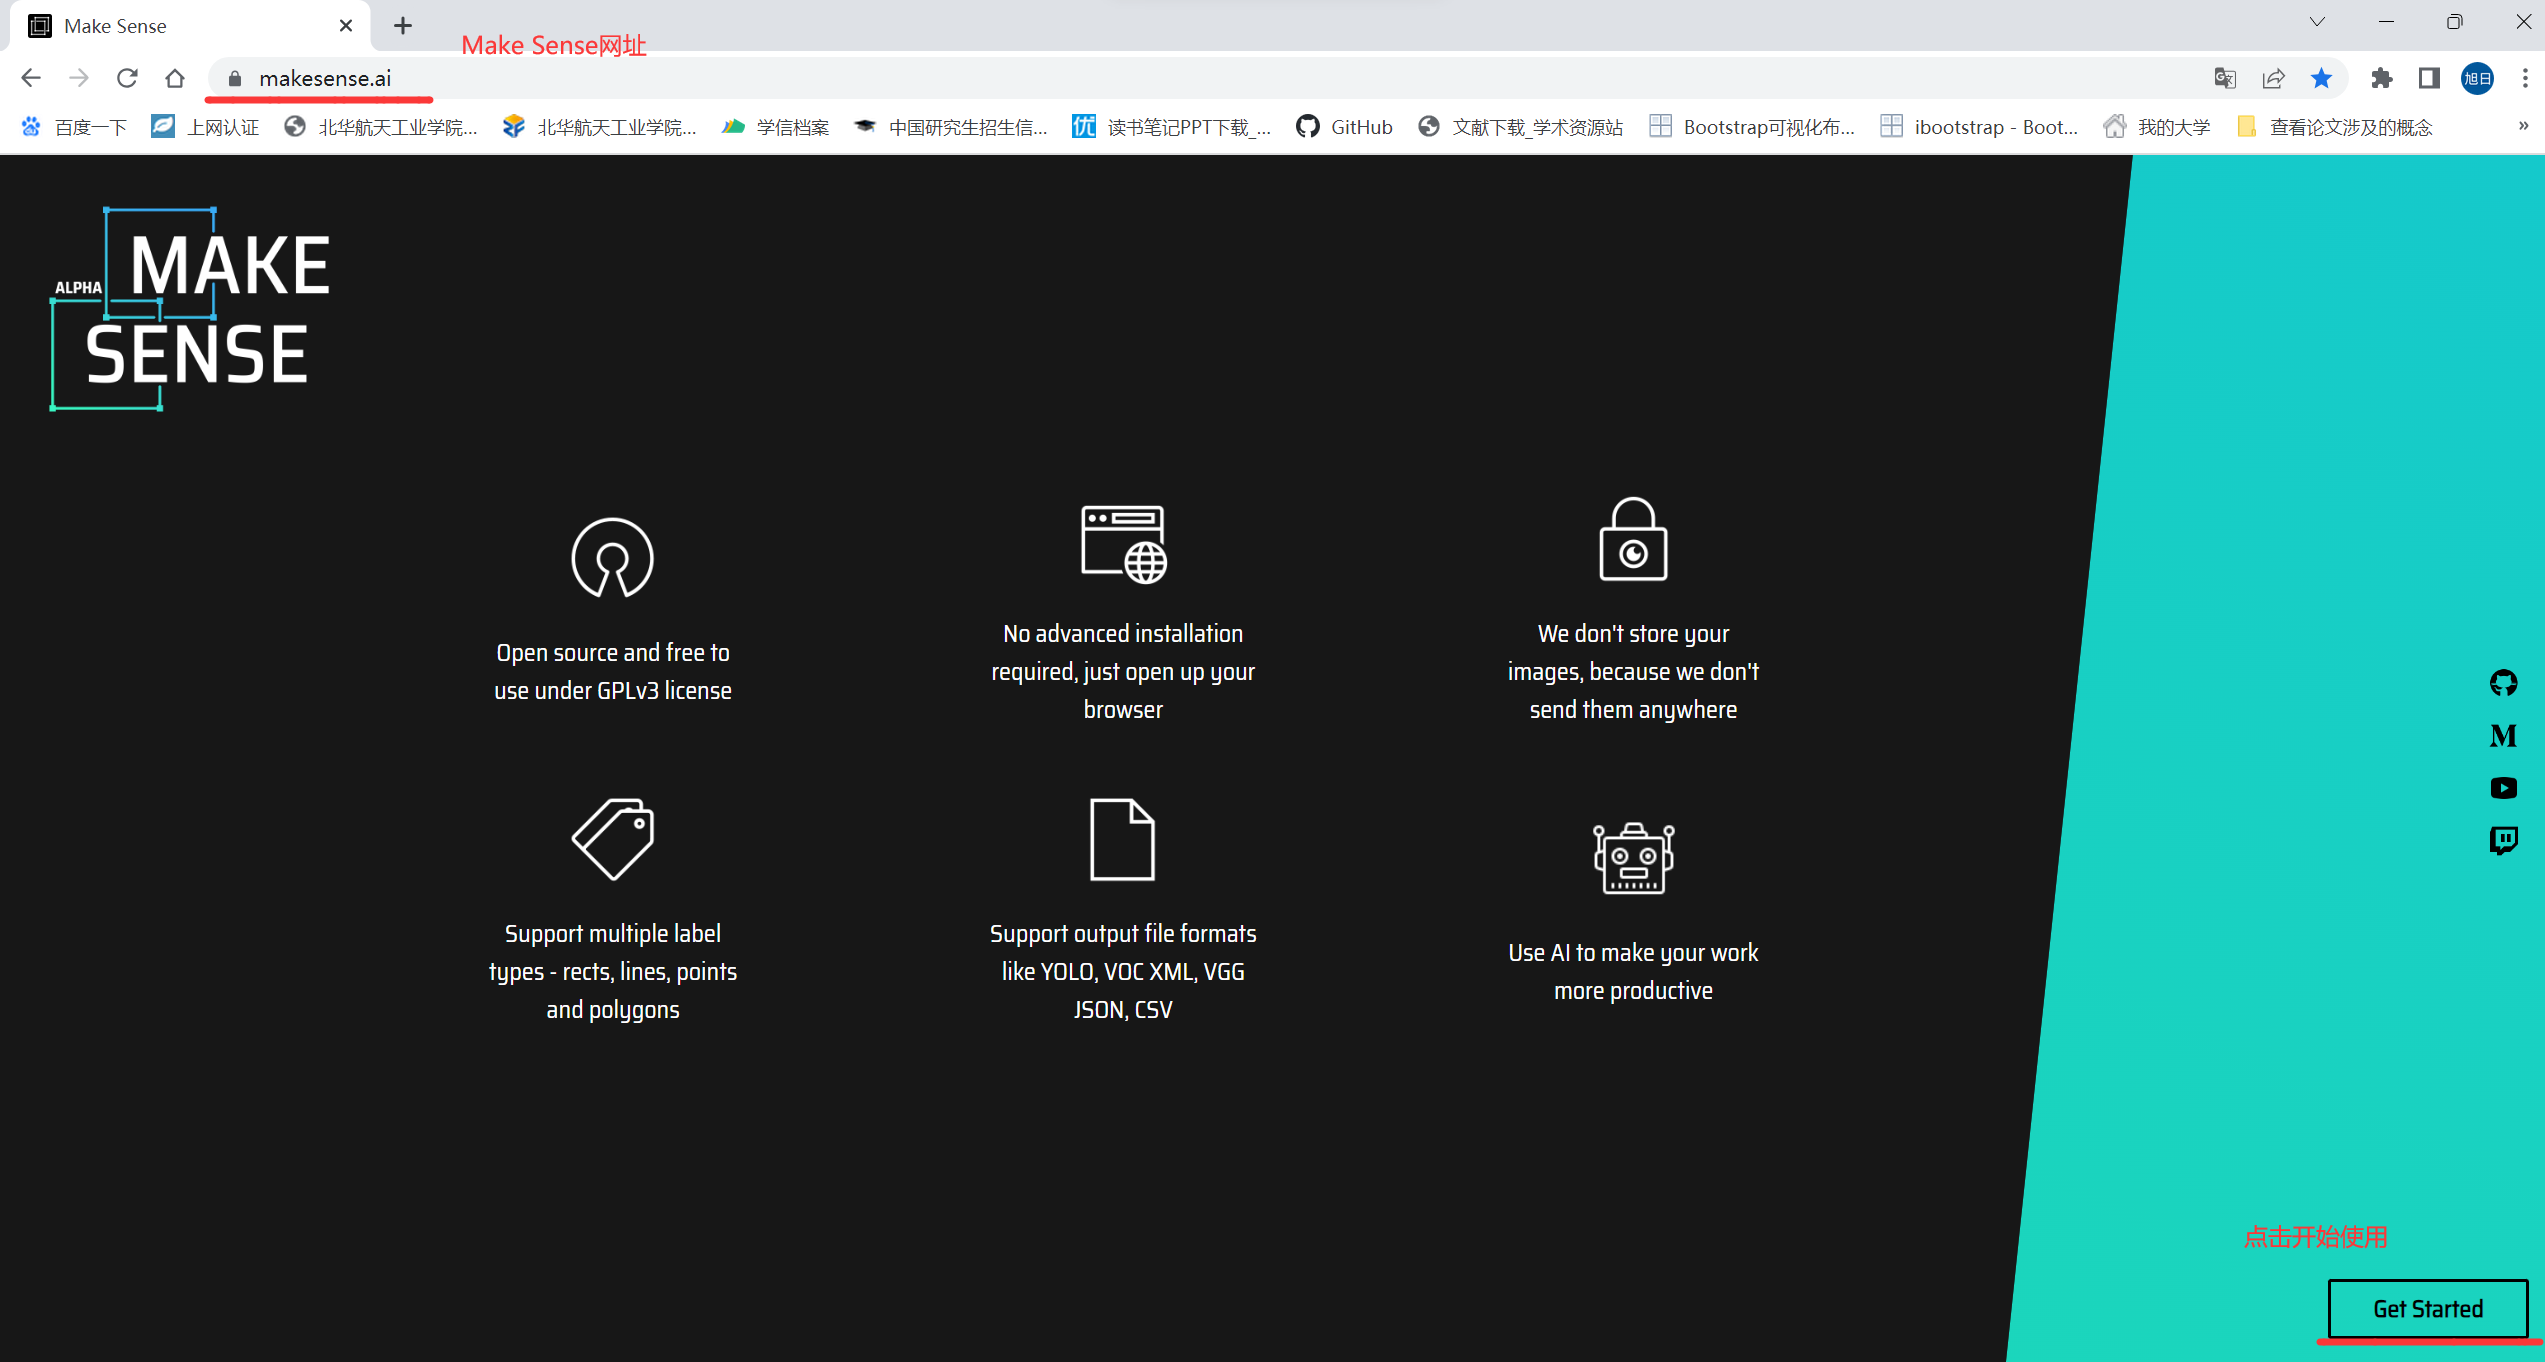 Make Sense
Make Sense网址
makesense.ai
旭日
百度一下
上网认证
北华航天工业学院...
北华航天工业学院...
学信档案
中国研究生招生信...
优
读书笔记PPT下载_...
GitHub
文献下载_学术资源站
Bootstrap可视化布...
ibootstrap - Boot...
我的大学
查看论文涉及的概念
»
MAKE
ALPHA
SENSE
Open source and free to
use under GPLv3 license
No advanced installation
required, just open up your
browser
We don't store your
images, because we don't
send them anywhere
Support multiple label
types - rects, lines, points
and polygons
Support output file formats
like YOLO, VOC XML, VGG
JSON, CSV
Use AI to make your work
more productive
点击开始使用
Get Started